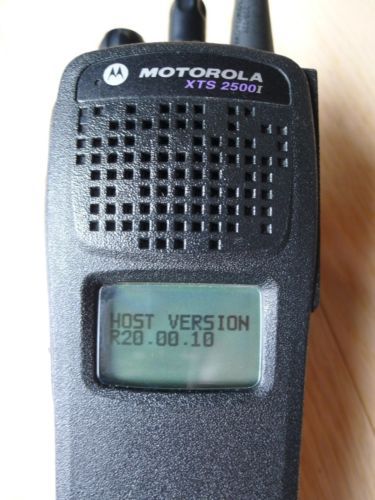 MOTOROLA
XTS 2500I
HOST VERSION
R20.00.10